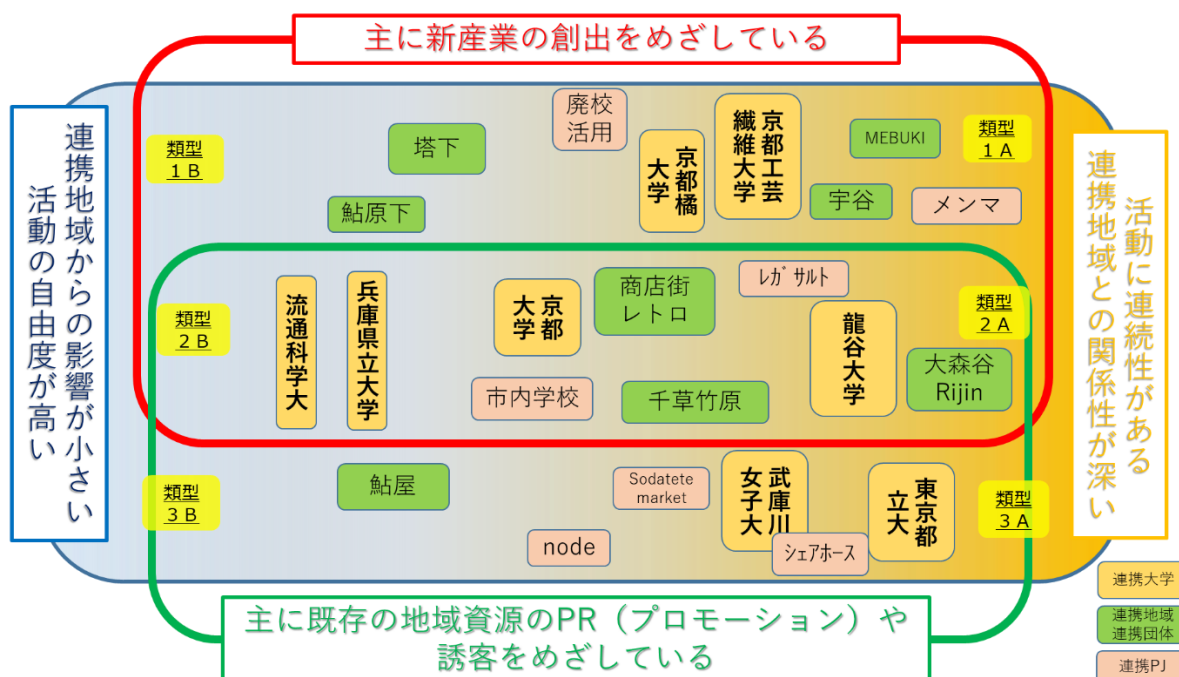 主に新産業の創出をめざしている
連携地域からの影響が小さい
活動の自由度が高い
活動に連続性がある
連携地域との関係性が深い
類型
１Ｂ
塔下
鮎原下
廃校
活用
京都橘
大学
京都工芸
繊維大学
MEBUKI
宇谷
メンマ
類型
１Ａ
類型
２Ｂ
流通科学大
兵庫県立大学
京都
大学
商店街
レトロ
ﾚｶﾞｻﾙﾄ
龍谷大学
類型
２Ａ
大森谷
Rijin
市内学校
千草竹原
類型
３Ｂ
鮎屋
node
Sodatete
market
武庫川
女子大
シェアホース
東京都
立大
類型
３Ａ
主に既存の地域資源のPR（プロモーション）や
誘客をめざしている
連携大学
連携地域
連携団体
連携PJ